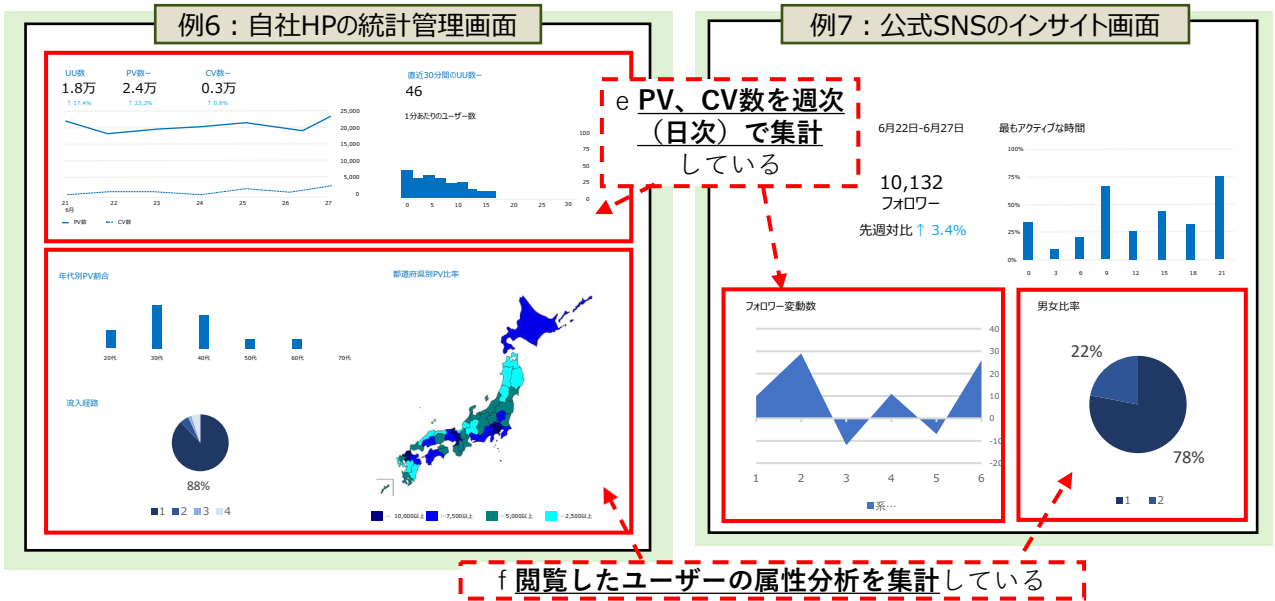 例6：自社HPの統計管理画面
UU数
PV数ー
CV数ー
1.8万
2.4万
0.3万
↑ 17.4%
↑ 23,2%
↑ 0.8%
25,000
20,000
15,000
10,000
5,000
0
21
22
23
24
25
26
27
6月
PV数
CV数
直近30分間のUU数ー
46
1分あたりのユーザー数
100
75
50
25
0
0
5
10
15
20
25
30
年代別PV割合
20代
30代
40代
50代
60代
70代
流入経路
88%
■1 ■2 ■3 ■4
都道府県別PV比率
… 10,000以上
…7,500以上
…5,000以上
…2,500以上
e PV、CV数を週次
（日次）で集計
している
例7：公式SNSのインサイト画面
6月22日-6月27日
10,132
フォロワー
先週対比↑ 3.4%
最もアクティブな時間
100%
75%
50%
25%
0%
0
3
6
9
12
15
18
21
フォロワー変動数
40
30
20
10
0
-10
-20
1
2
3
4
5
6
■系…
男女比率
22%
78%
■1 ■2
f 閲覧したユーザーの属性分析を集計している